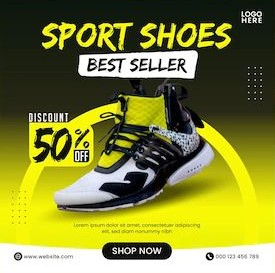 LOGO
HERE
SPORT SHOES
BEST SELLER
DISCOUNT
50%
OFF
Lorem ipsum dolor sit amet, consectetuer
adipiscing elit, sed diam nonummy nibh
SHOP NOW
www.website.com
000 123 456 789